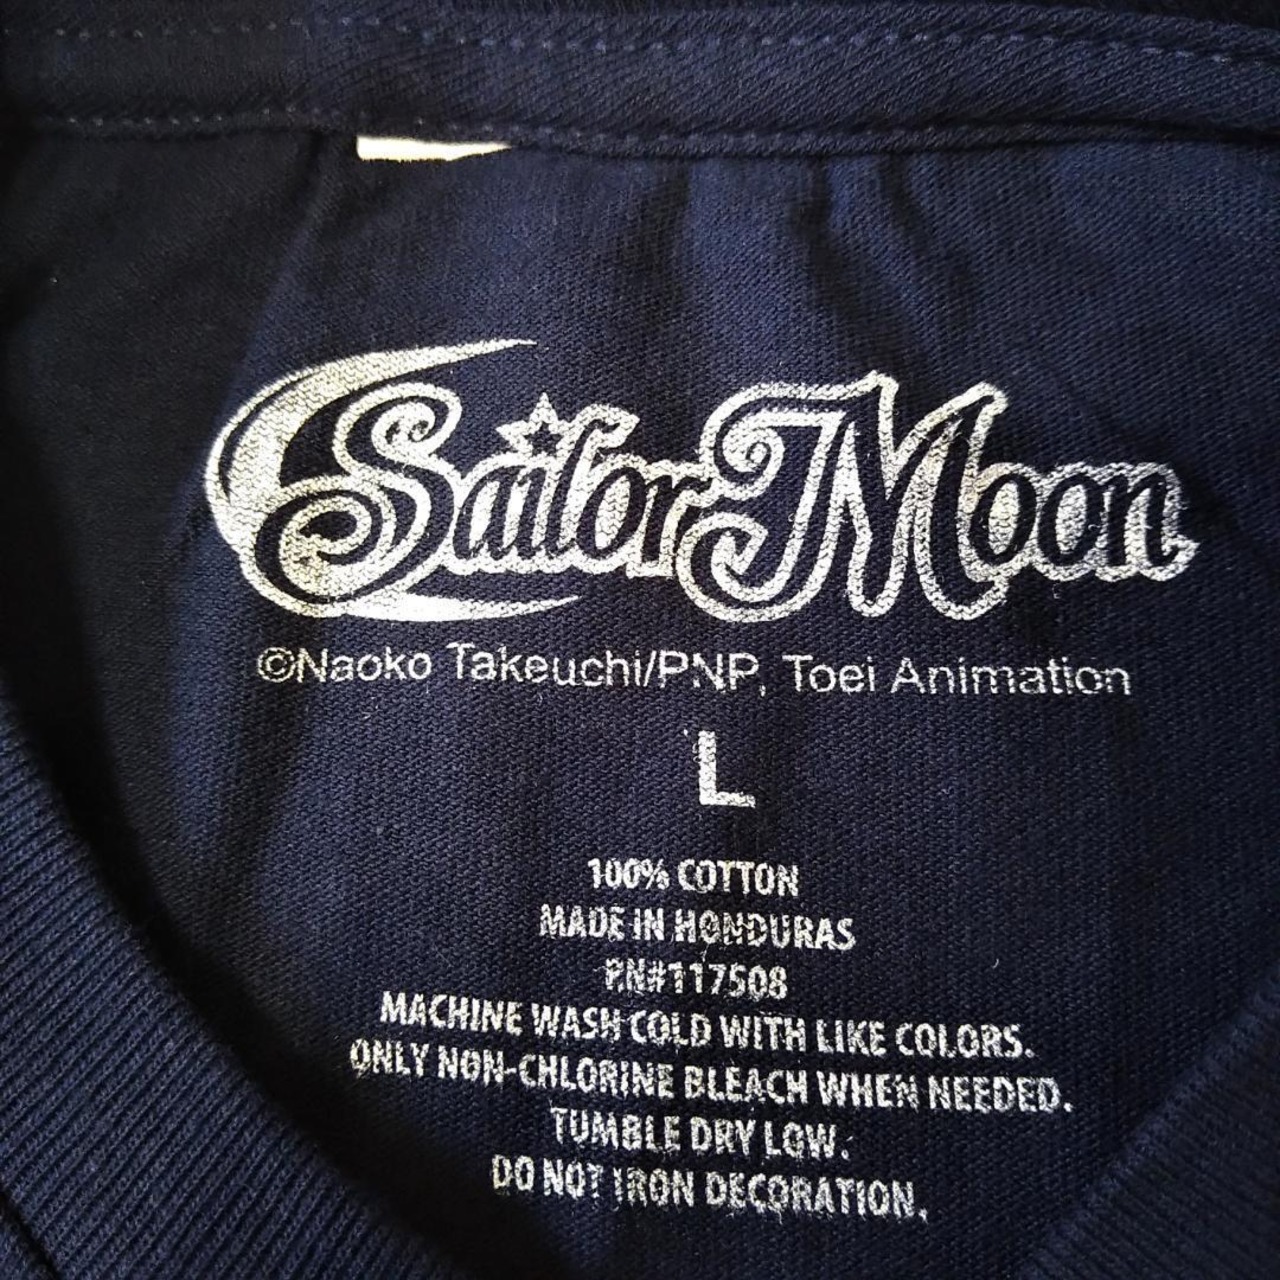 Sailor Moon
©Naoko Takeuchi/PNP, Toei Animation
L
100% COTTON
MADE IN HONDURAS
RN#117508
MACHINE WASH COLD WITH LIKE COLORS.
ONLY NON-CHLORINE BLEACH WHEN NEEDED.
TUMBLE DRY LOW.
DO NOT IRON DECORATION.